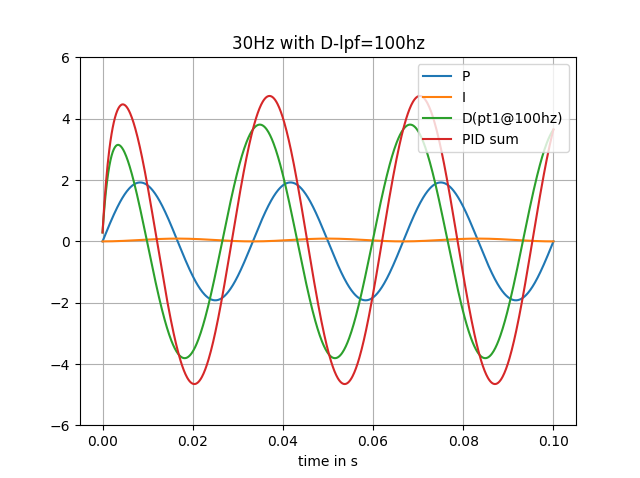 30Hz with D-lpf=100hz
6
4
2
0
−2
−4
−6
P
I
D(pt1@100hz)
PID sum
0.00 0.02 0.04 0.06 0.08 0.10
time in s